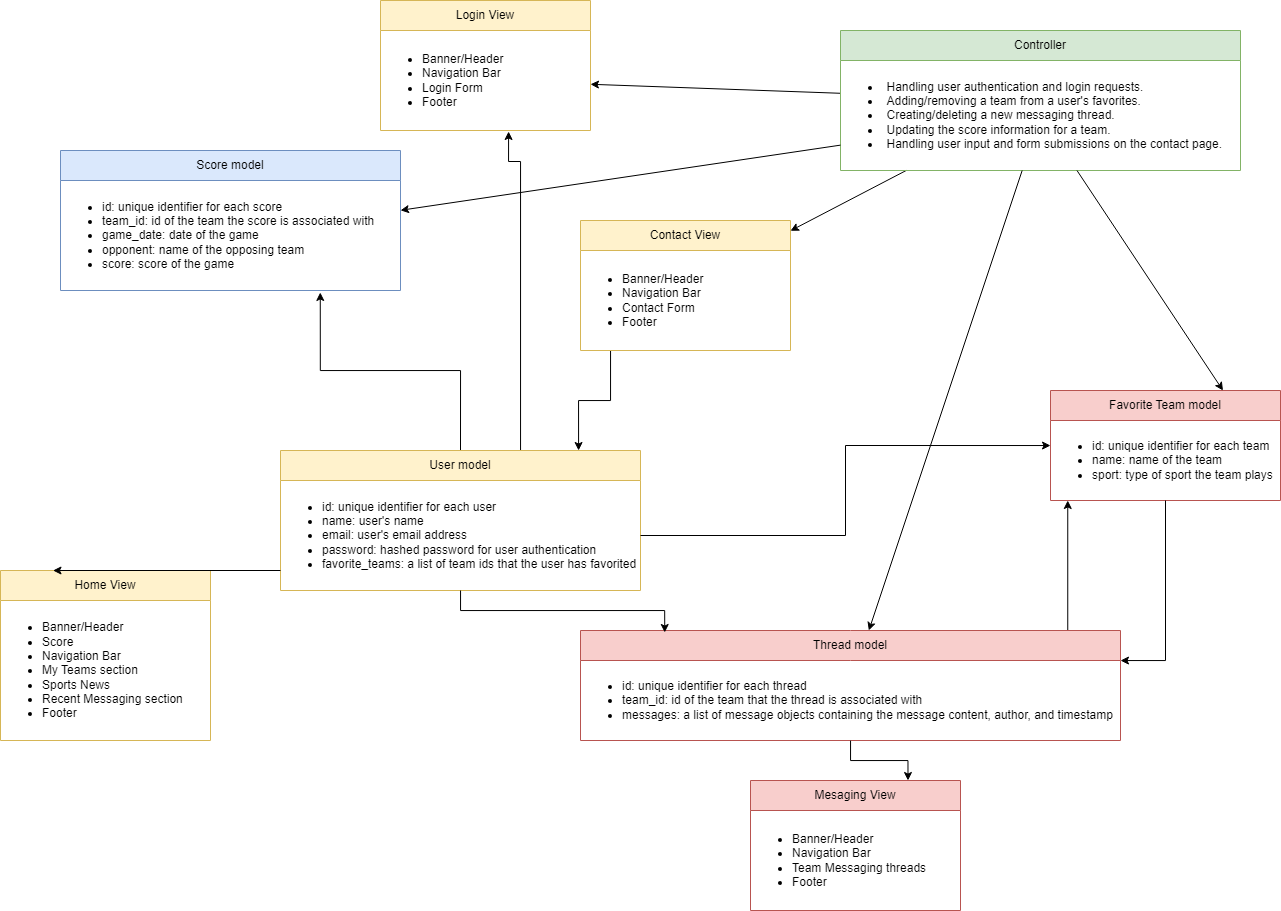 Login View
Banner/Header
Navigation Bar
Login Form
Footer
Controller
Handling user authentication and login requests.
Adding/removing a team from a user's favorites.
Creating/deleting a new messaging thread.
Updating the score information for a team.
Handling user input and form submissions on the contact page.
Score model
id: unique identifier for each score
team_id: id of the team the score is associated with
game_date: date of the game
opponent: name of the opposing team
score: score of the game
Contact View
Banner/Header
Navigation Bar
Contact Form
Footer
Favorite Team model
id: unique identifier for each team
name: name of the team
sport: type of sport the team plays
User model
id: unique identifier for each user
name: user's name
email: user's email address
password: hashed password for user authentication
favorite_teams: a list of team ids that the user has favorited
Home View
Banner/Header
Score
Navigation Bar
My Teams section
Sports News
Recent Messaging section
Footer
Thread model
id: unique identifier for each thread
team_id: id of the team that the thread is associated with
messages: a list of message objects containing the message content, author, and timestamp
Mesaging View
Banner/Header
Navigation Bar
Team Messaging threads
Footer